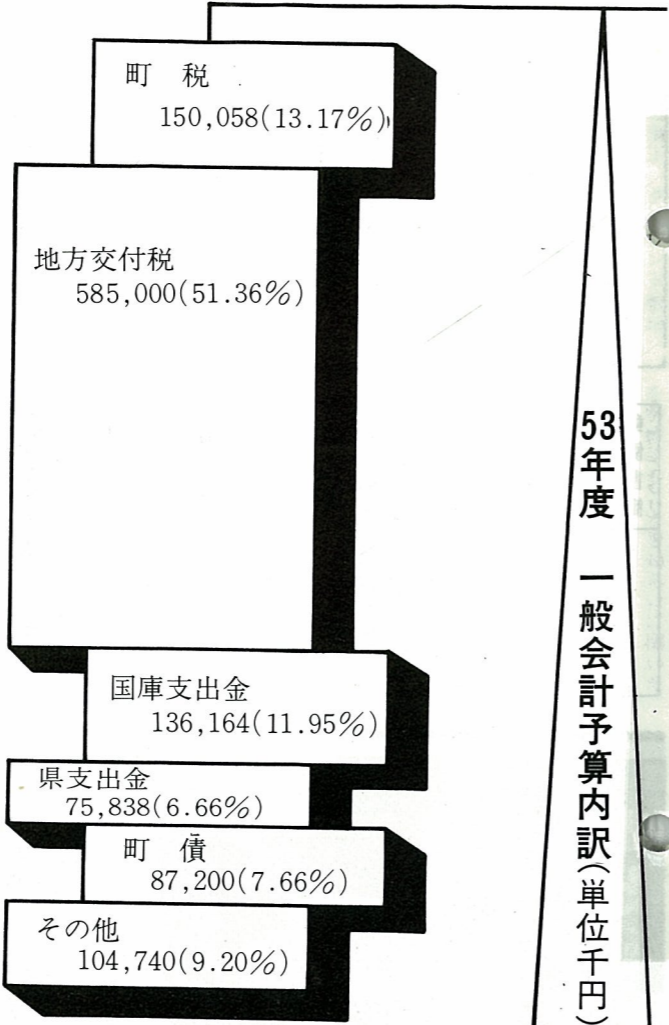 町 税
150,058(13.17%)
地方交付税
585,000(51.36%)
国庫支出金
136,164(11.95%)
県支出金
75,838(6.66%)
町 債
87,200(7.66%)
その他
104,740(9.20%)
53年度 一般会計予算内訳(単位千円)